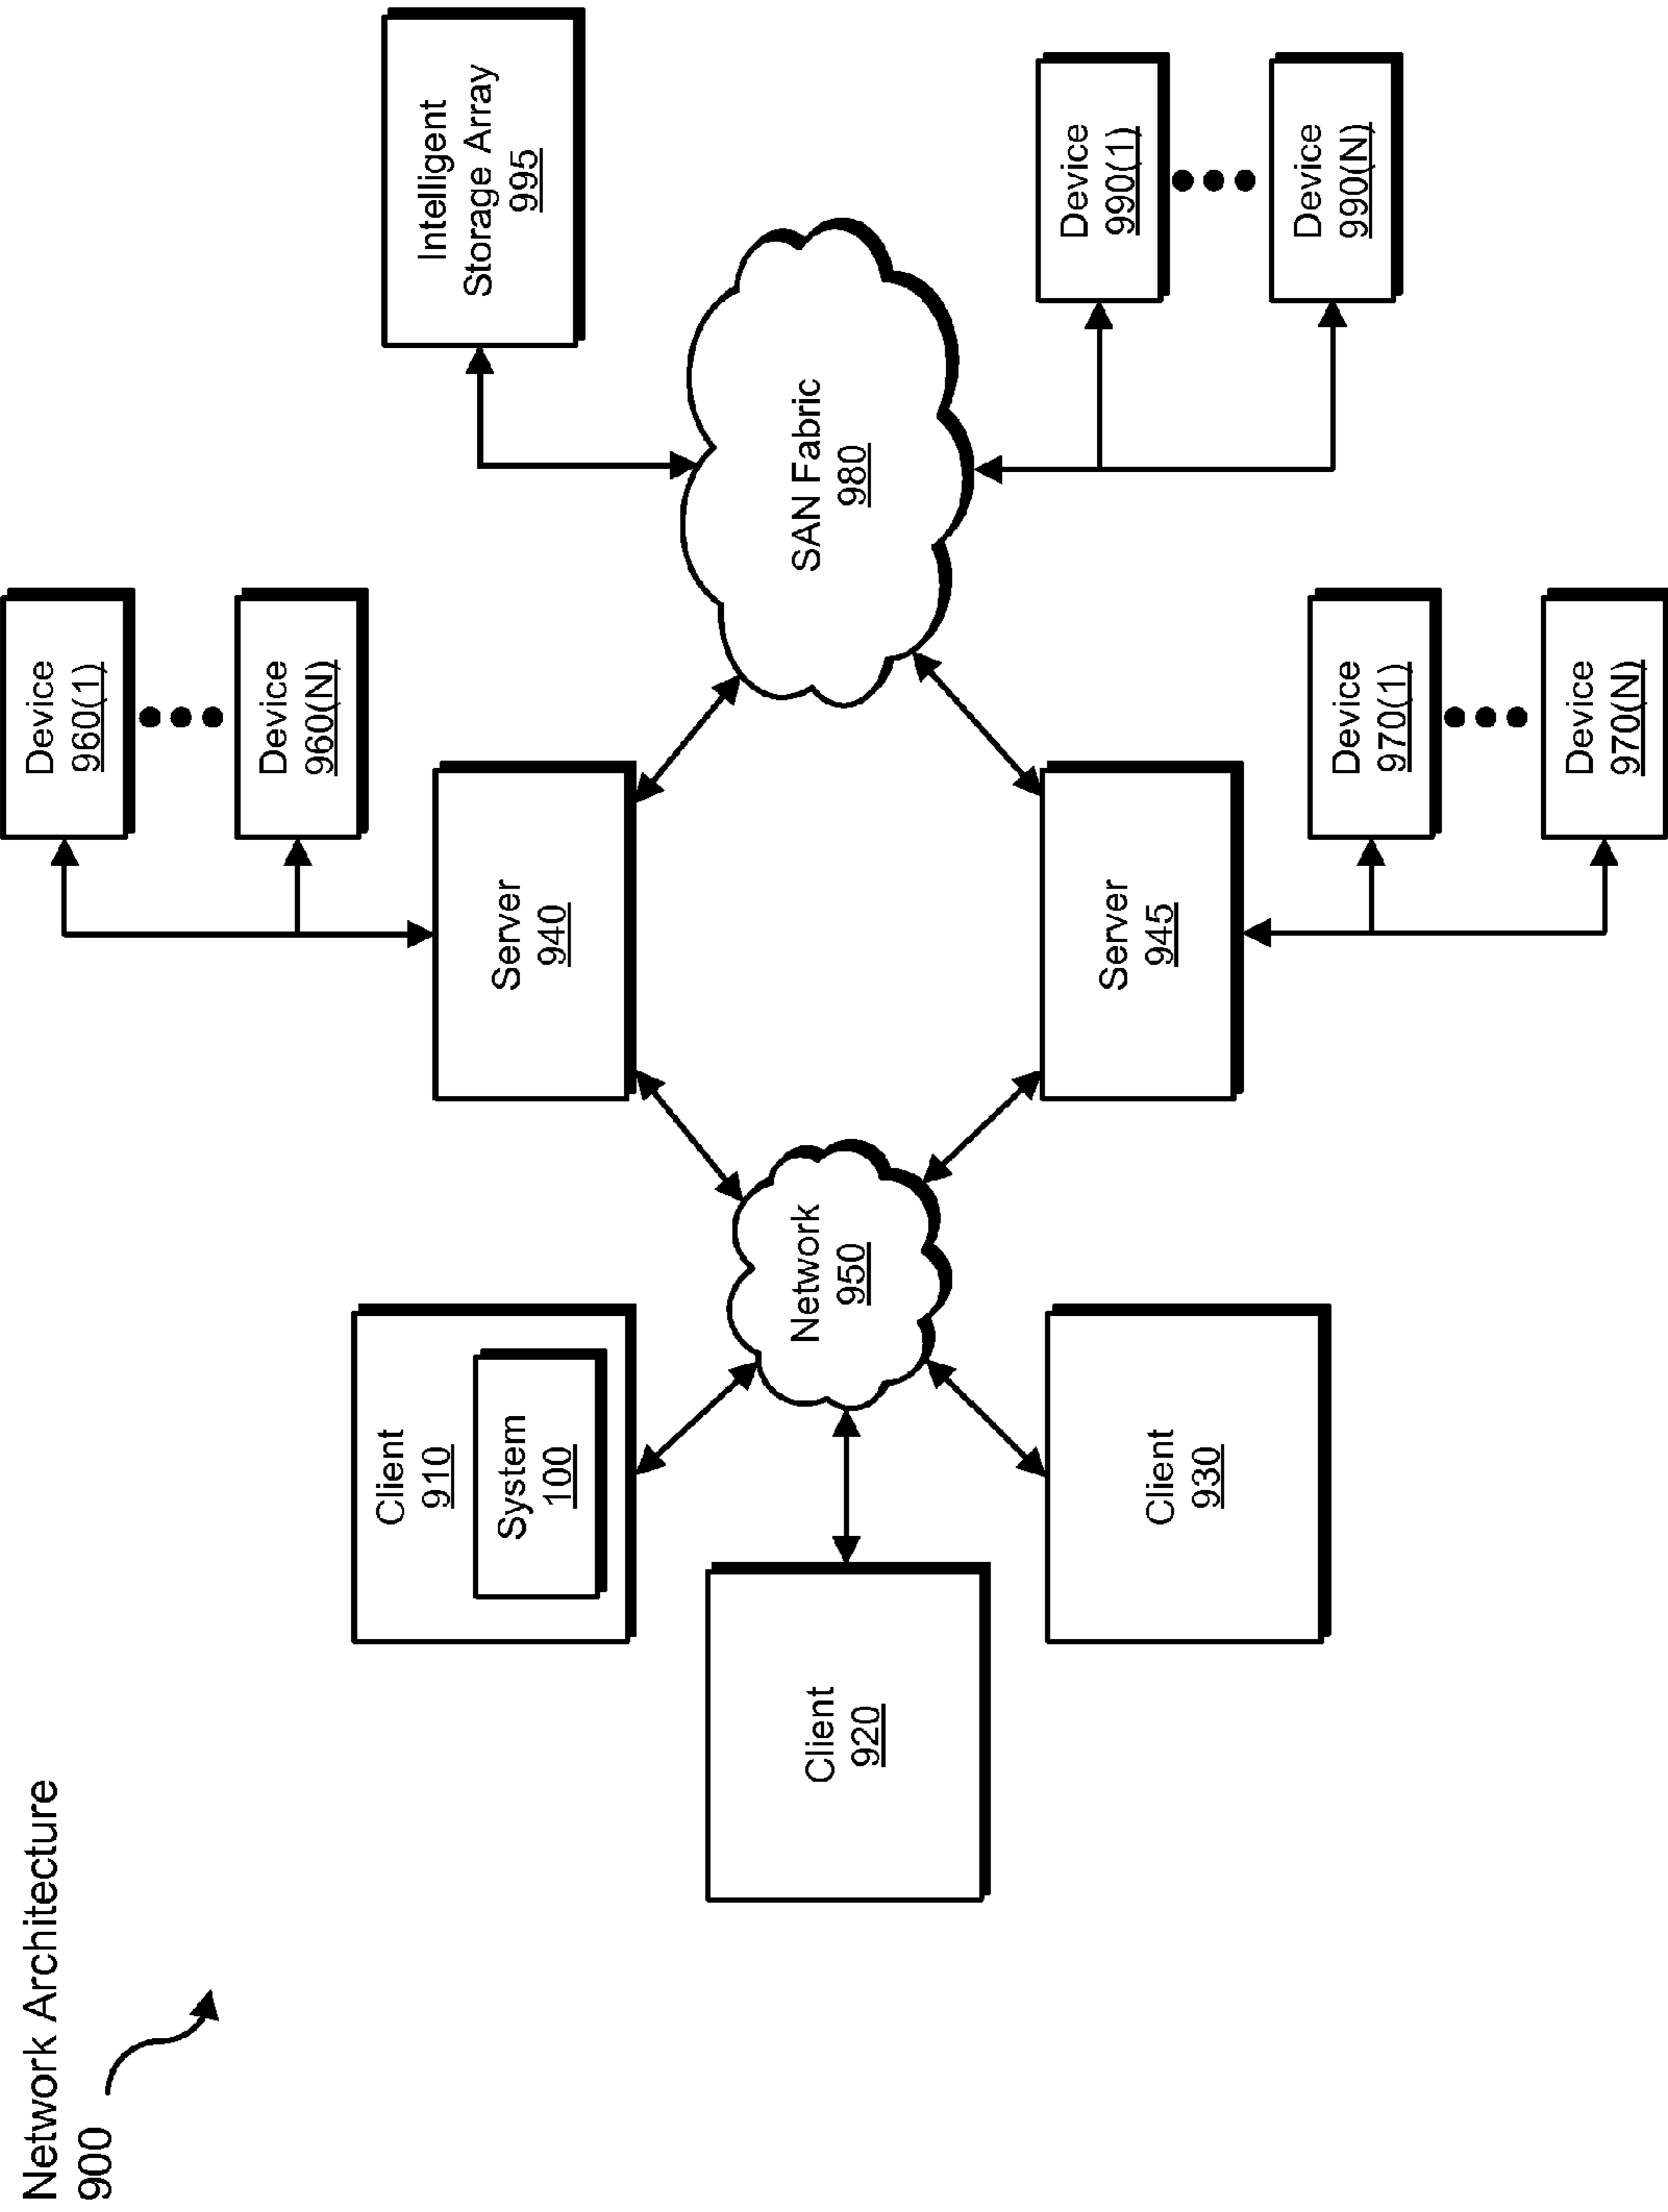 Network Architecture
900
Client
910
System
100
Client
920
Client
930
Network
950
Server
940
Server
945
Device
960(1)
Device
960(N)
Device
970(1)
Device
970(N)
SAN Fabric
980
Intelligent
Storage Array
995
Device
990(1)
Device
990(N)